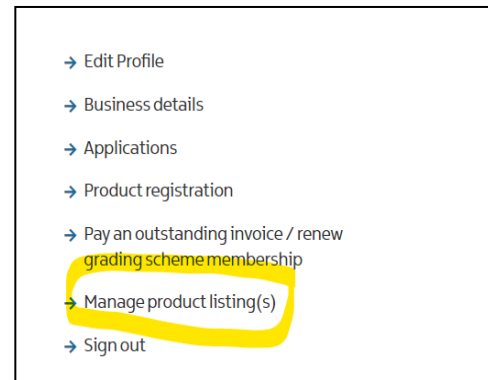 → Edit Profile
→ Business details
→ Applications
→ Product registration
→ Pay an outstanding invoice / renew
grading scheme membership
→ Manage product listing(s)
→ Sign out